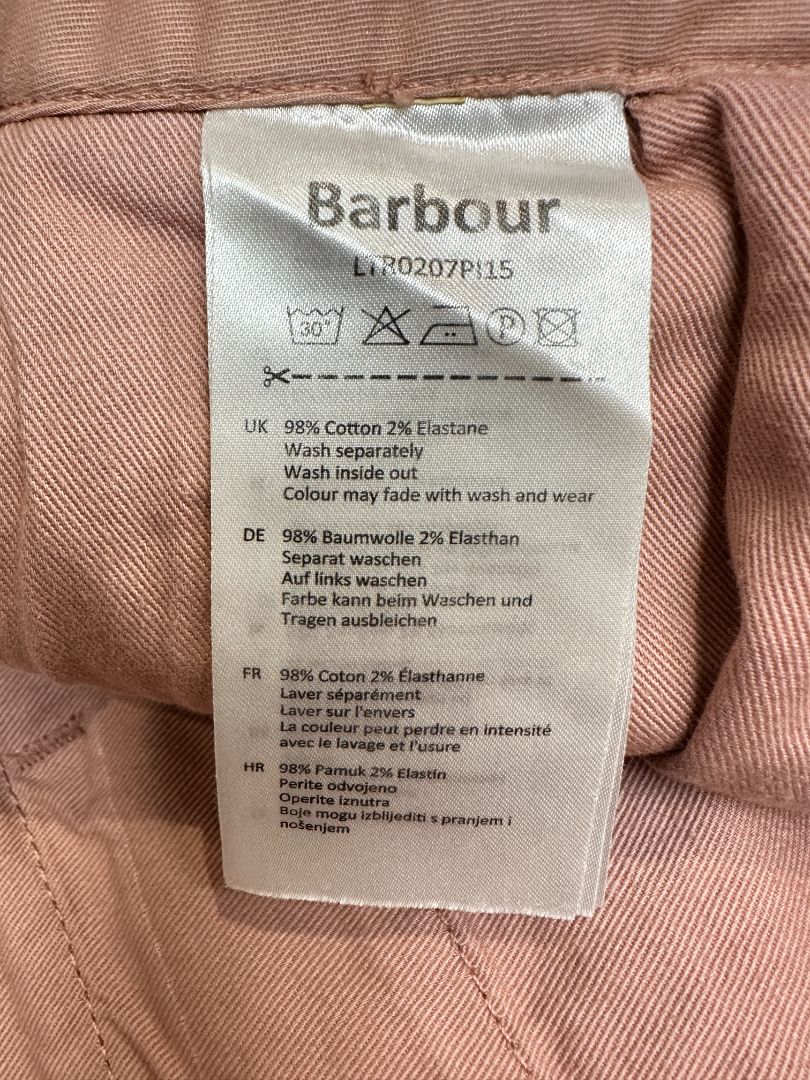 Barbour
LTR0207PI15
30°
P
UK 98% Cotton 2% Elastane
Wash separately
Wash inside out
Colour may fade with wash and wear
DE 98% Baumwolle 2% Elasthan
Separat waschen
Auf links waschen
Farbe kann beim Waschen und
Tragen ausbleichen
FR 98% Coton 2% Élasthanne
Laver séparément
Laver sur l'envers
La couleur peut perdre en intensité
avec le lavage et l'usure
HR 98% Pamuk 2% Elastin
Perite odvojeno
Operite iznutra
Boje mogu izblijediti s pranjem i
nošenjem